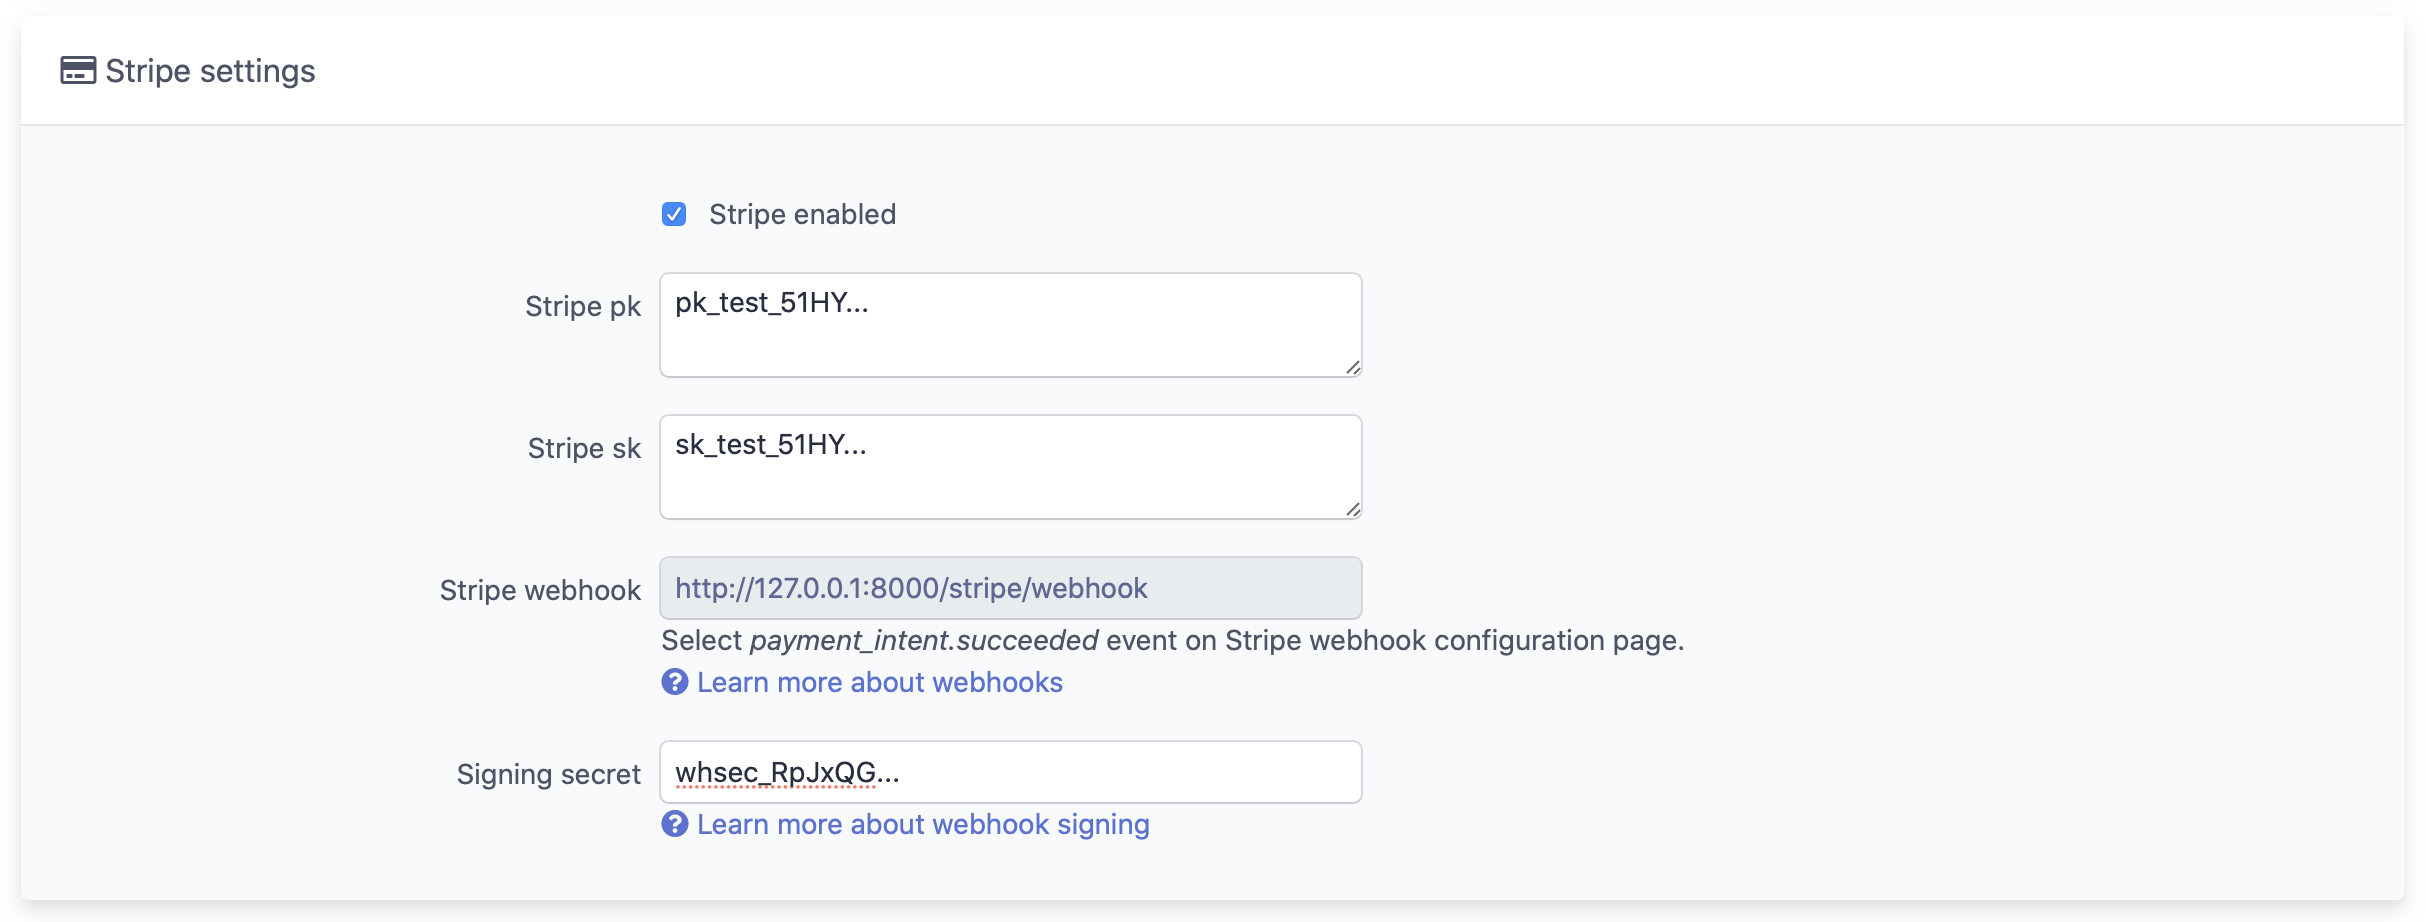 Stripe settings
Stripe enabled
Stripe pk
pk_test_51HY...
Stripe sk
sk_test_51HY...
Stripe webhook
http://127.0.0.1:8000/stripe/webhook
Select payment_intent.succeeded event on Stripe webhook configuration page.
Learn more about webhooks
Signing secret
whsec_RpJxQG...
Learn more about webhook signing